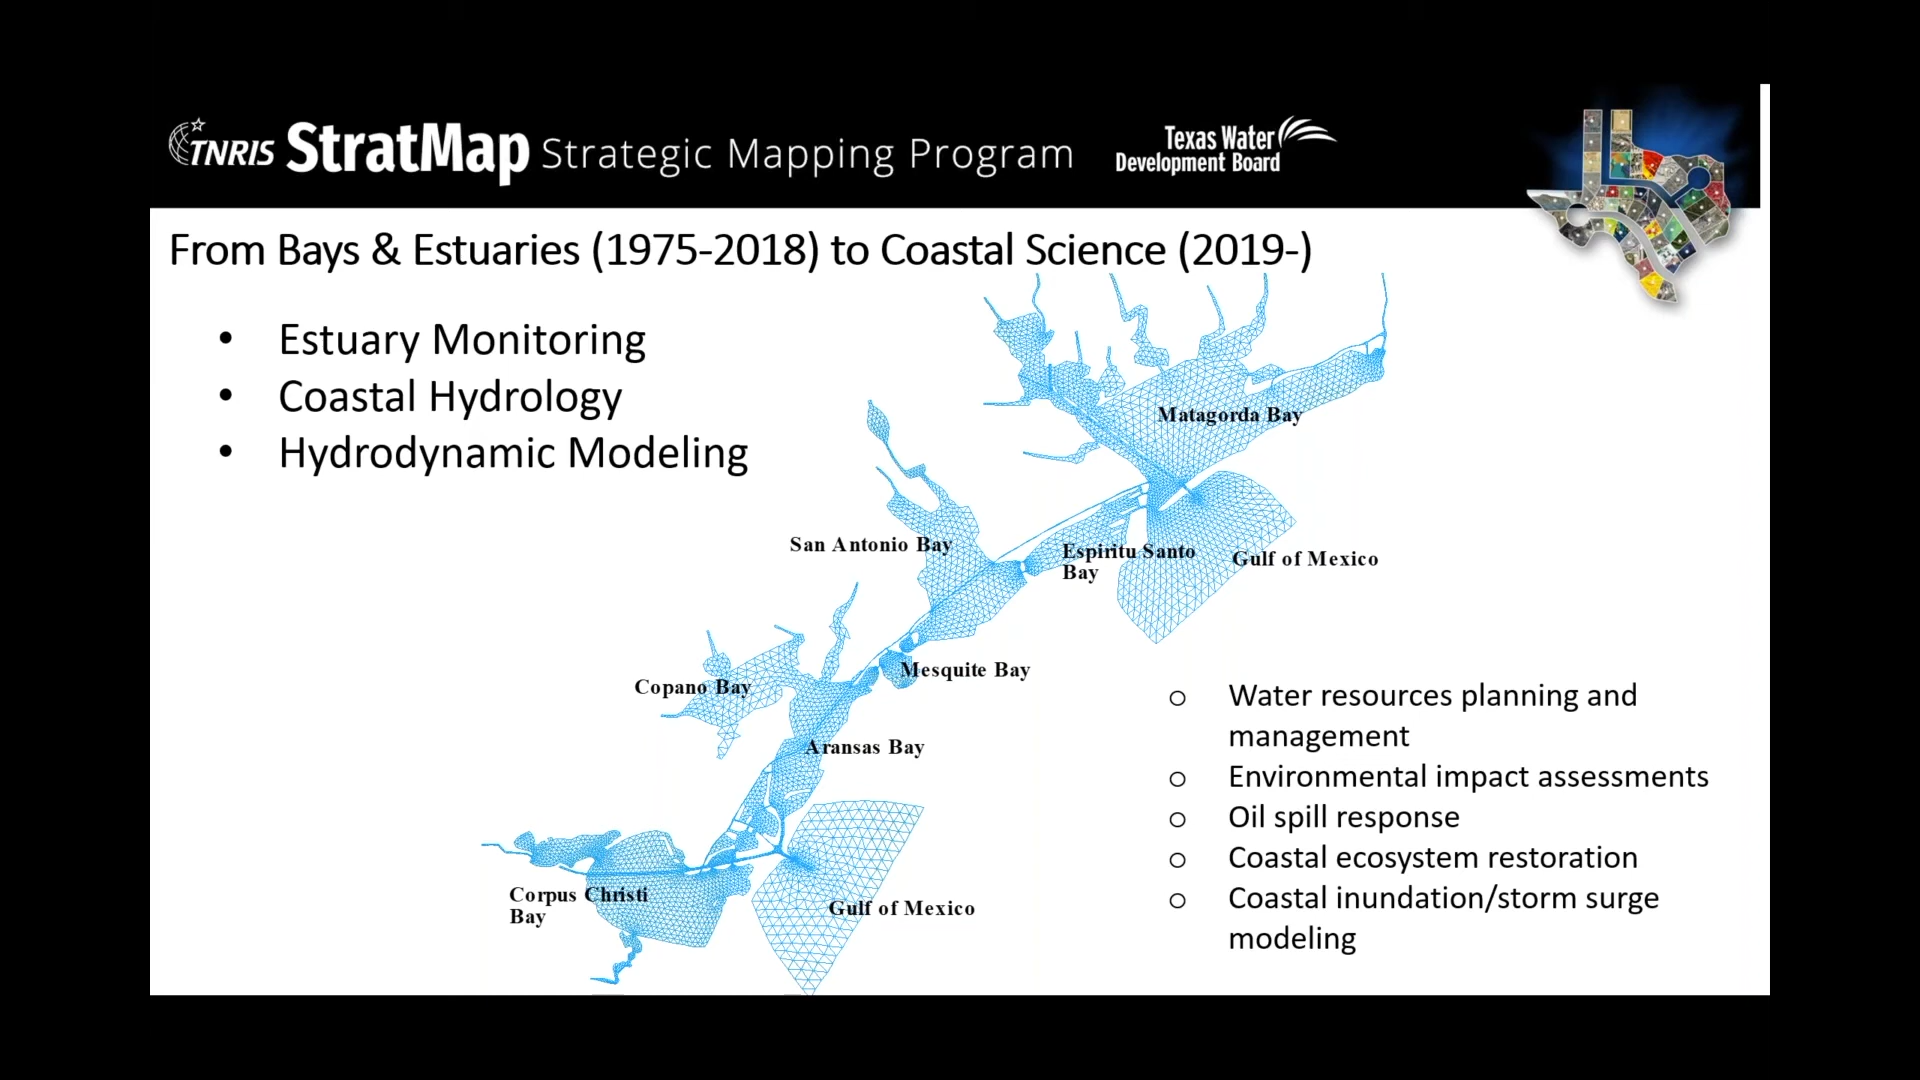 TNRIS StratMap Strategic Mapping Program
Texas Water
Development Board
From Bays & Estuaries (1975-2018) to Coastal Science (2019-)
• Estuary Monitoring
• Coastal Hydrology
• Hydrodynamic Modeling
Matagorda Bay
San Antonio Bay
Espiritu Santo
Bay
Gulf of Mexico
Mesquite Bay
Copano Bay
Aransas Bay
Corpus Christi
Bay
Gulf of Mexico
o Water resources planning and
management
o Environmental impact assessments
o Oil spill response
o Coastal ecosystem restoration
o Coastal inundation/storm surge
modeling